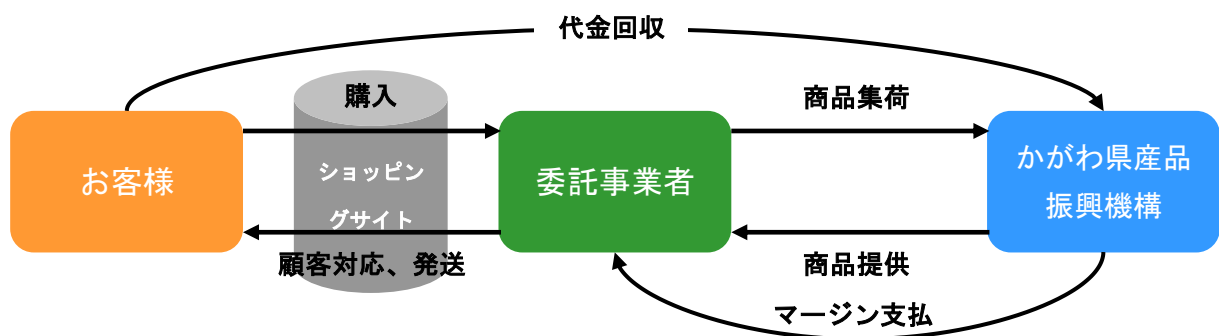 代金回収
購入
商品集荷
お客様
ショッピン
グサイト
委託事業者
かがわ県産品
振興機構
顧客対応、発送
商品提供
マージン支払